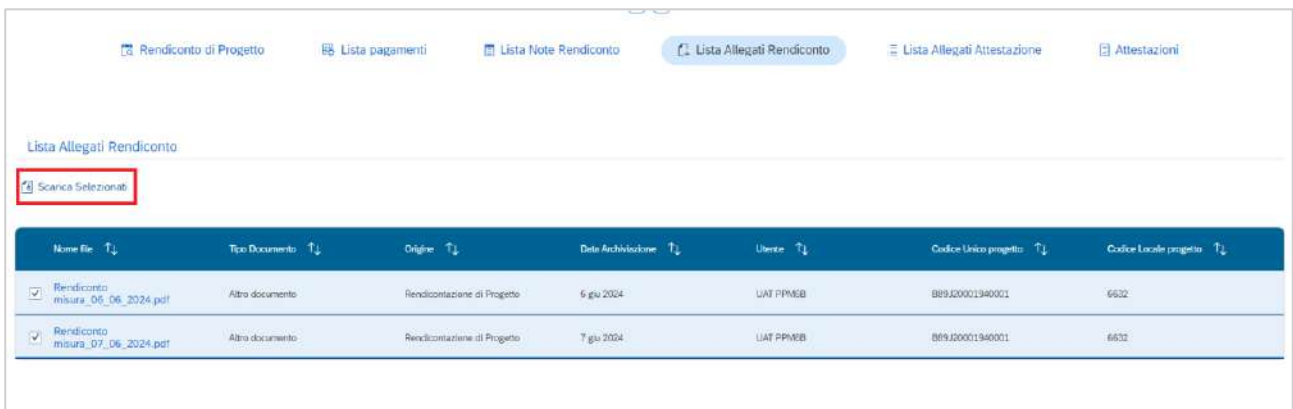 Rendiconto di Progetto Lista pagamenti Lista Note Rendiconto Lista Allegati Rendiconto Lista Allegati Attestazione Attestazioni
Lista Allegati Rendiconto
Scarica Selezionati
Nome file Tipo Documento Origine Data Archiviazione Utente Codice Unico progetto Codice Locale progetto
Rendiconto
misura_06_06_2024.pdf Altro documento Rendicontazione di Progetto 6 giu 2024 UAT PPM6B B89J20001940001 6632
Rendiconto
misura_07_06_2024.pdf Altro documento Rendicontazione di Progetto 7 giu 2024 UAT PPM6B B89J20001940001 6632